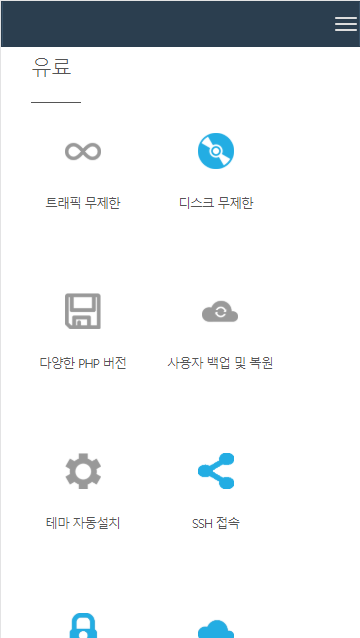 유료
트래픽 무제한
디스크 무제한
다양한 PHP 버전
사용자 백업 및 복원
테마 자동설치
SSH 접속